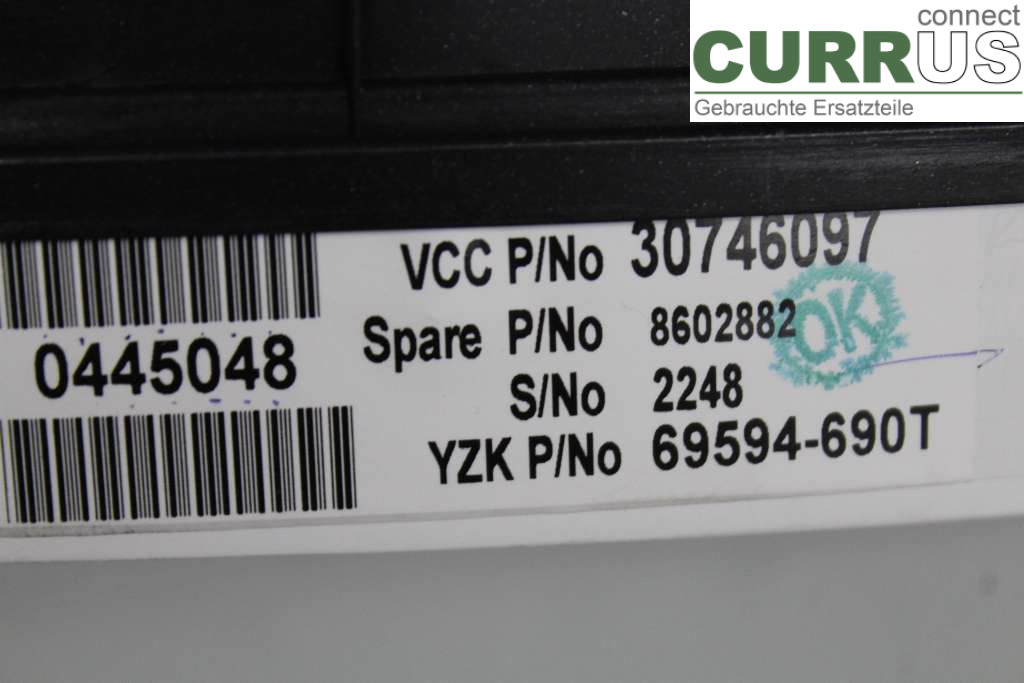 connect
CURRUS
Gebrauchte Ersatzteile
VCC P/No 30746097
Spare P/No 8602882
OK
0445048
S/No 2248
YZK P/No 69594-690T